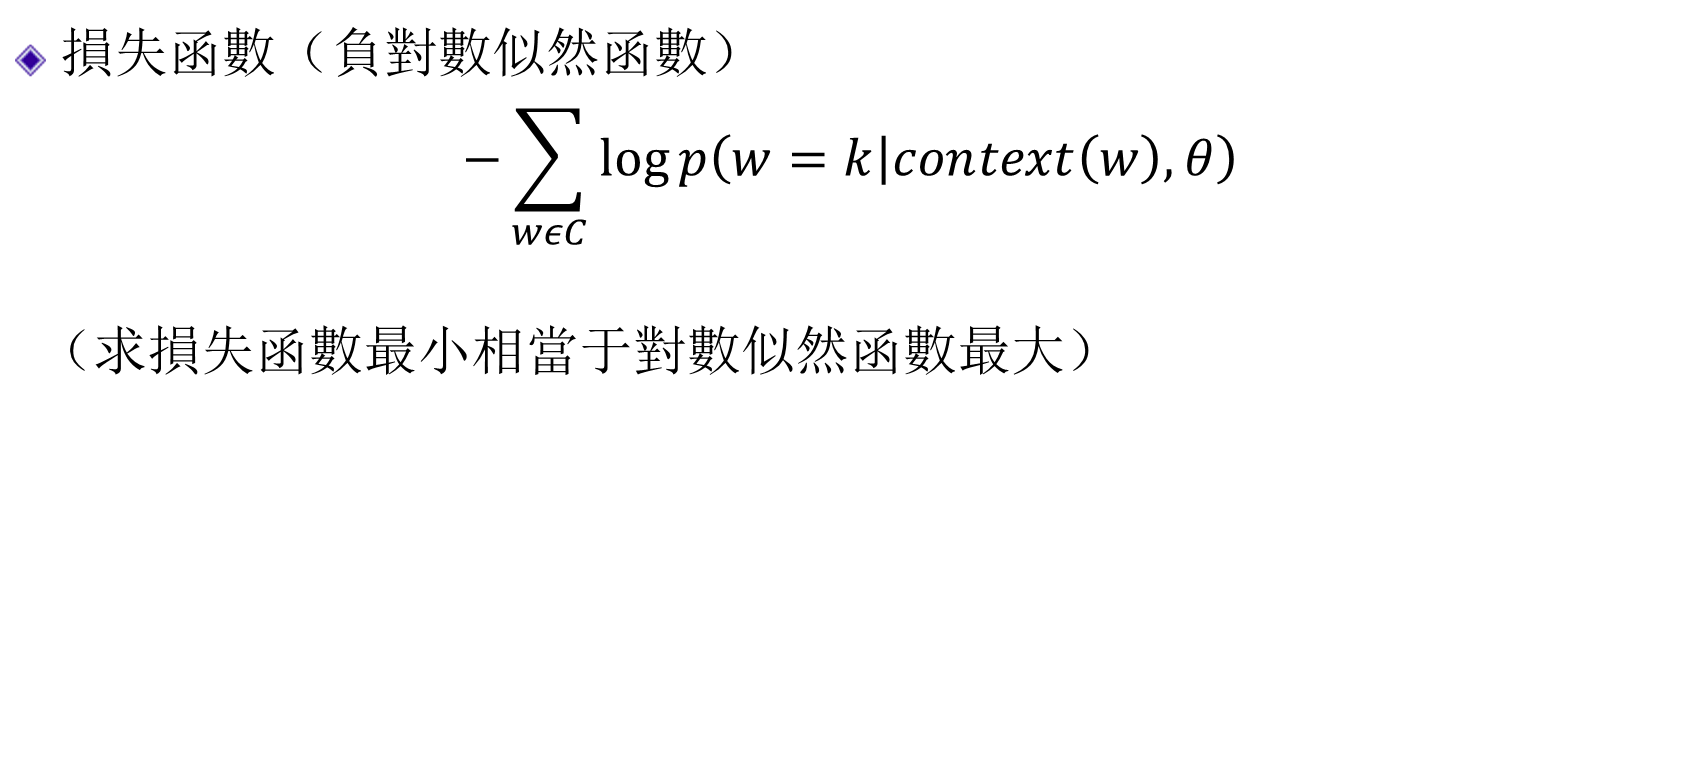 損失函數（負對數似然函數）
−∑ log p(w = k|context(w), θ)
wϵC
（求損失函數最小相當于對數似然函數最大）